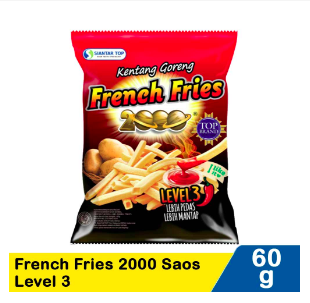 SIANTAR TOP
Kentang Goreng
French Fries
2000
TOP
BRAND
LEVEL 3
LEBIH PEDAS
LEBIH MANTAP
French Fries 2000 Saos
Level 3
60
g